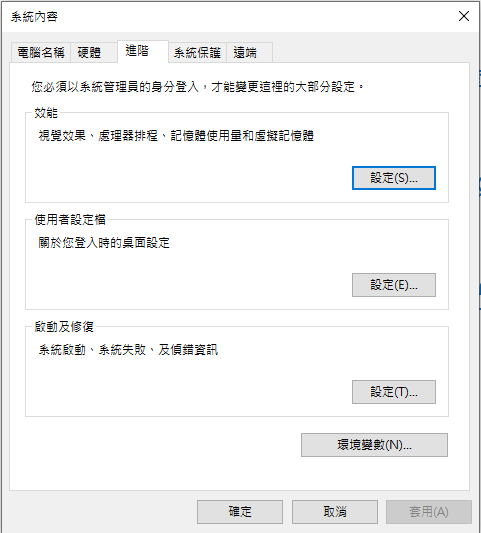 系統內容
電腦名稱 硬體 進階 系統保護 遠端
您必須以系統管理員的身分登入，才能變更這裡的大部分設定。
效能
視覺效果、處理器排程、記憶體使用量和虛擬記憶體
設定(S)...
使用者設定檔
關於您登入時的桌面設定
設定(E)...
啟動及修復
系統啟動、系統失敗、及偵錯資訊
設定(T)...
環境變數(N)...
確定 取消 套用(A)